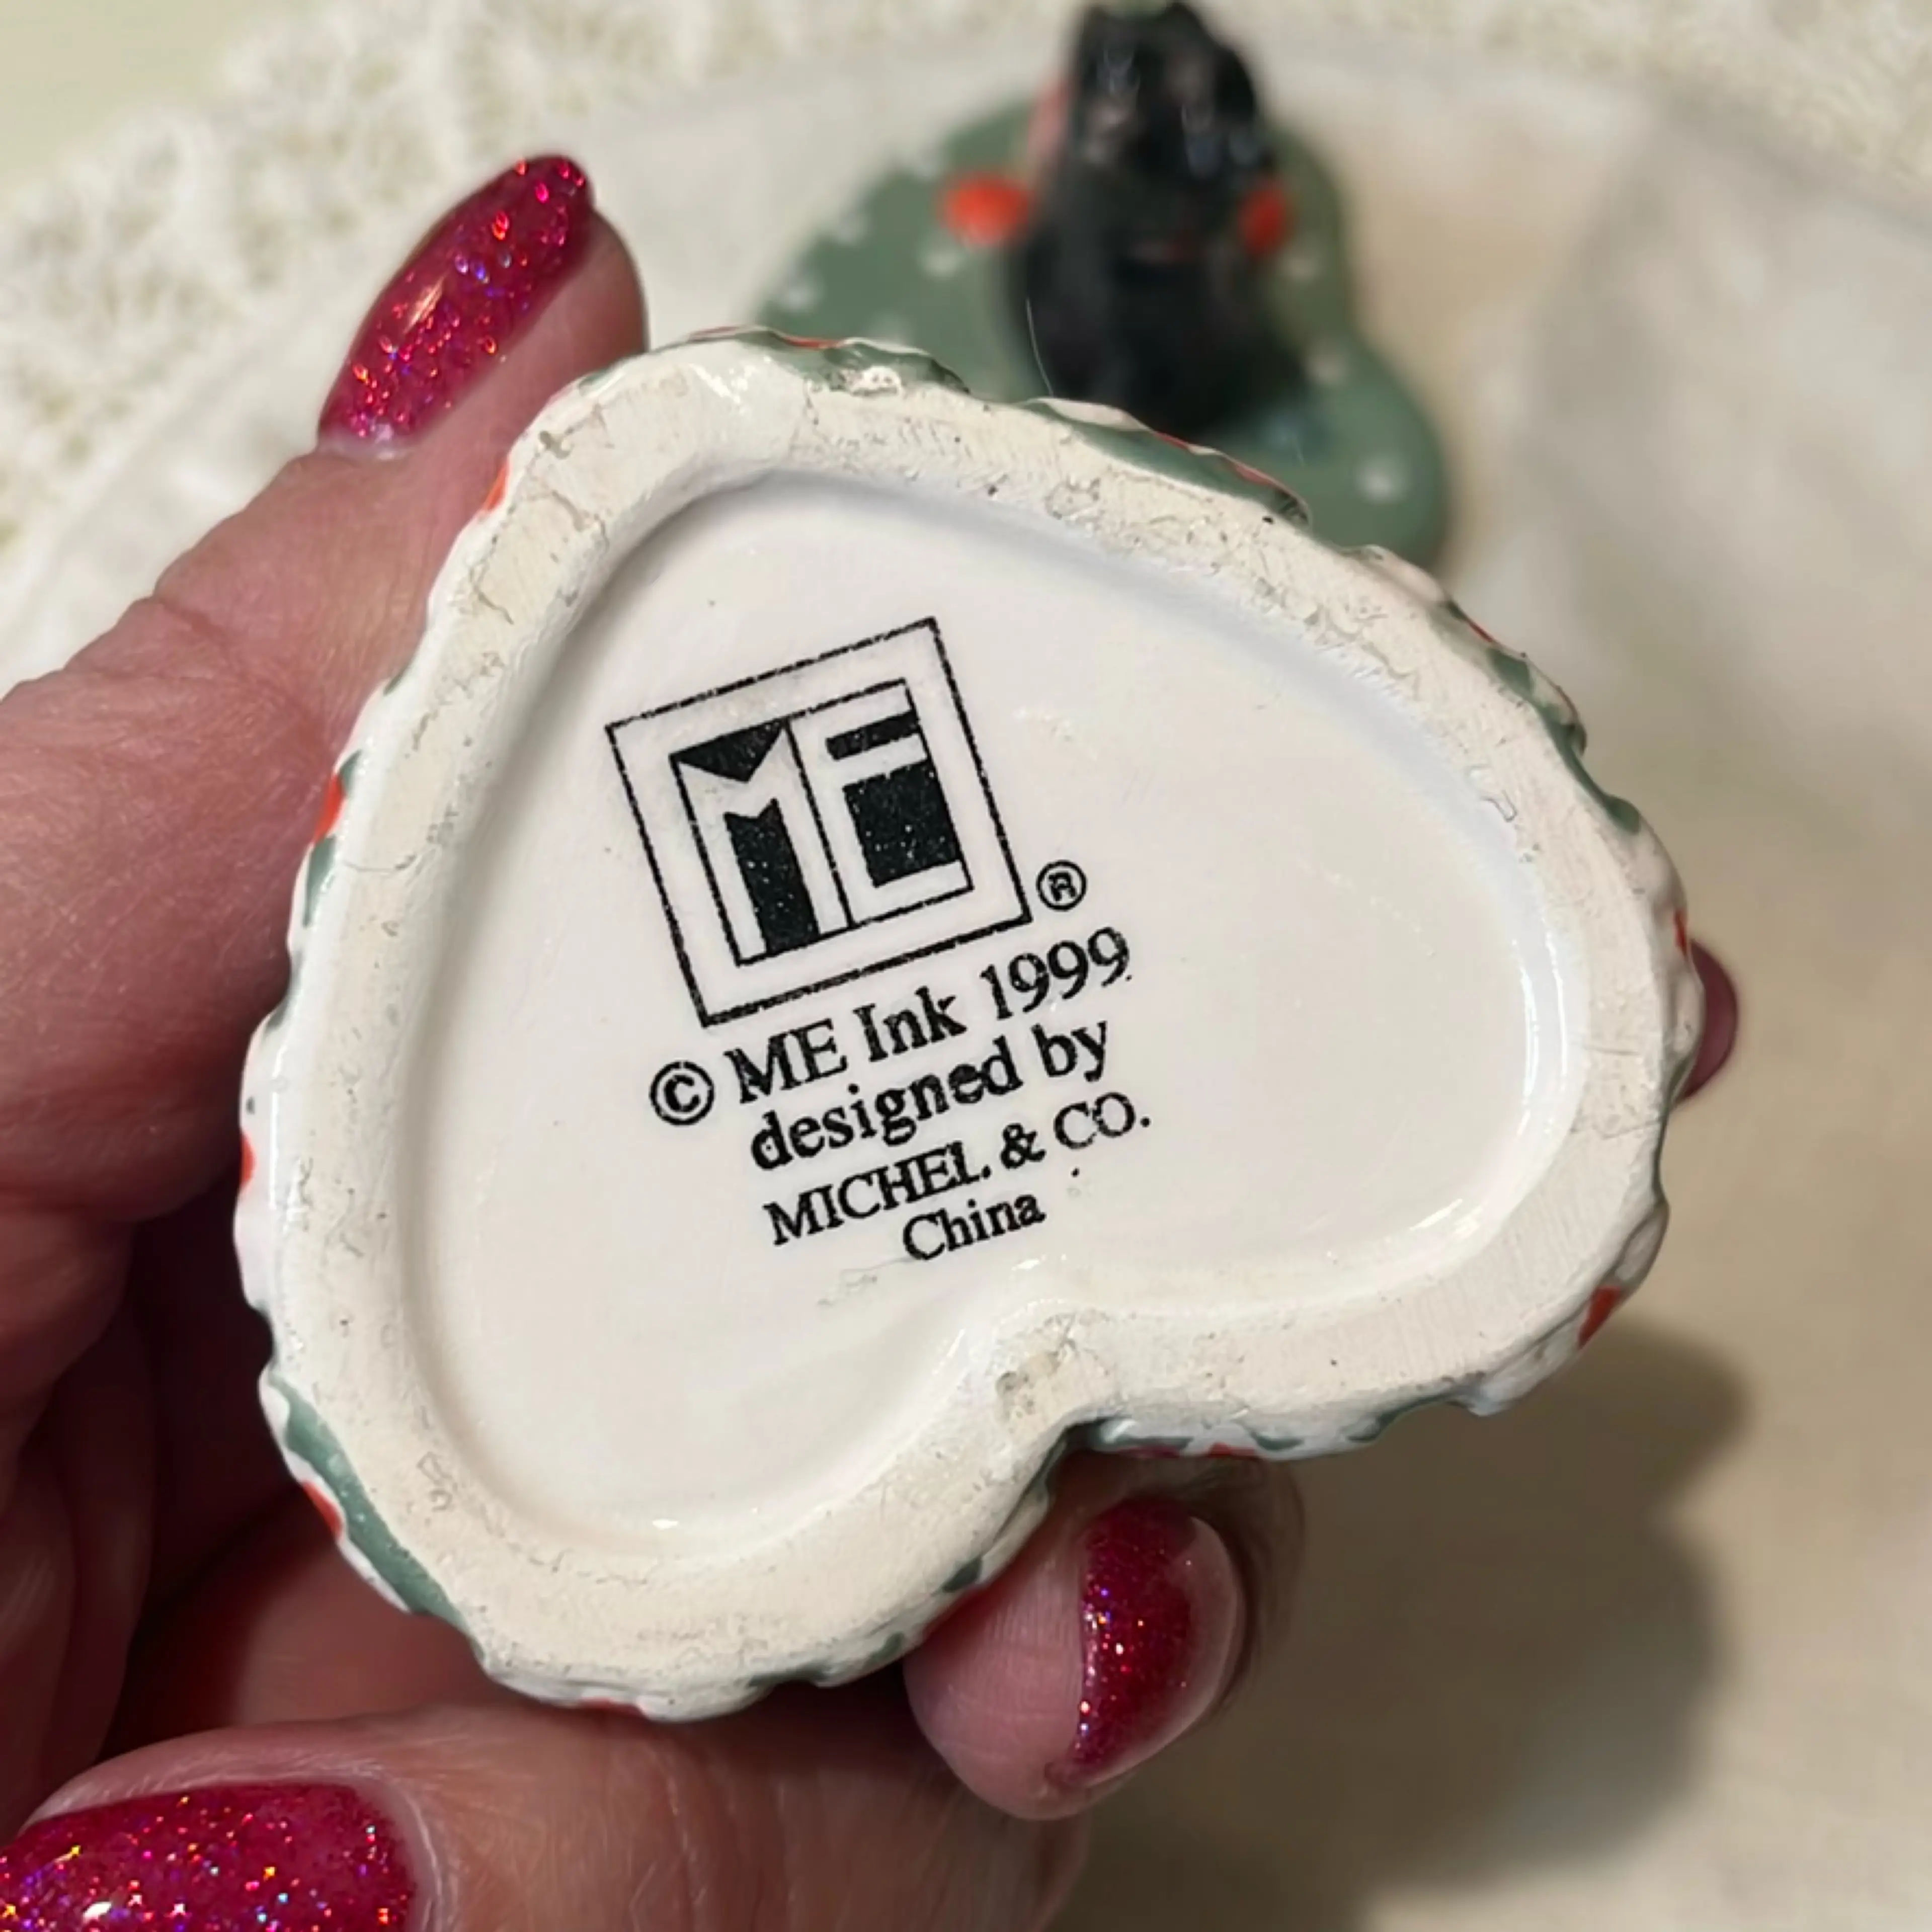 ME
®
© ME Ink 1999
designed by
MICHEL & CO.
China